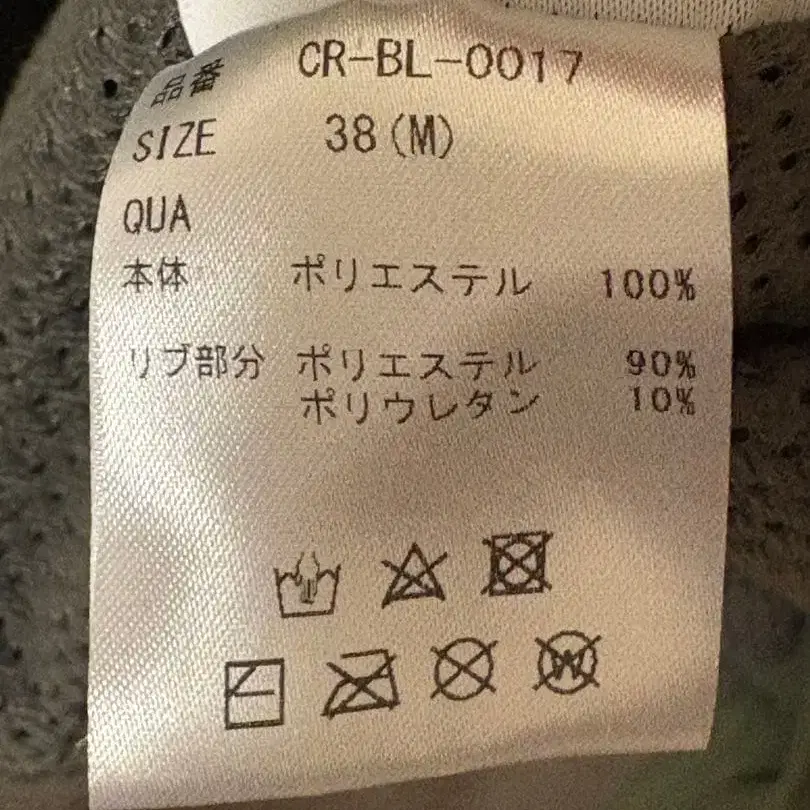 品番 CR-BL-0017
SIZE 38(M)
QUA
本体 ポリエステル 100%
リブ部分 ポリエステル 90%
ポリウレタン 10%
W